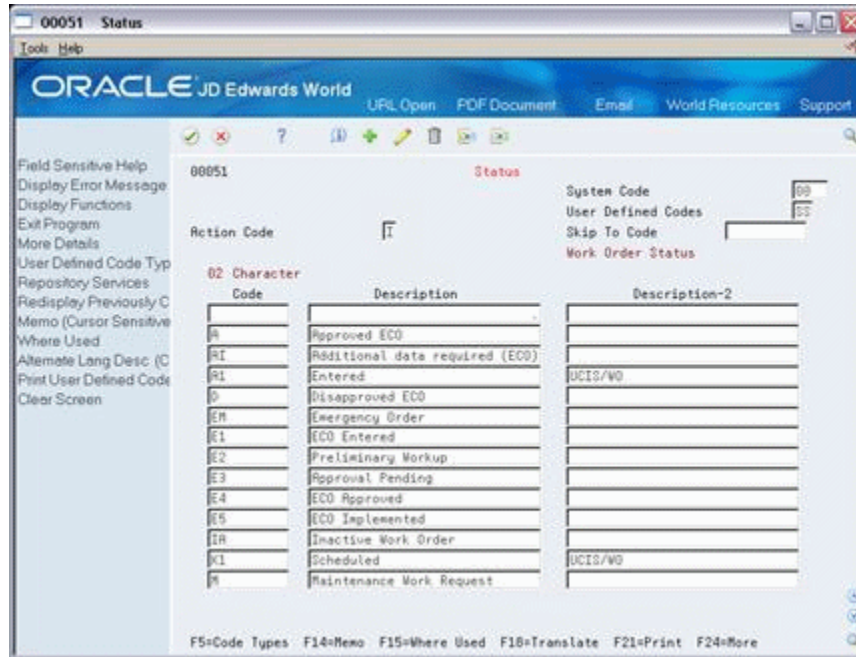 00051 Status
Tools Help
ORACLE JD Edwards World
URL Open PDF Document Email World Resources Support
Field Sensitive Help
Display Error Message
Display Functions
Exit Program
More Details
User Defined Code Typ
Repository Services
Redisplay Previously C
Memo (Cursor Sensitive
Where Used
Alternate Lang Desc (C
Print User Defined Code
Clear Screen
00051 Status
System Code 00
User Defined Codes SS
Action Code I Skip To Code
Work Order Status
02 Character
Code Description Description-2
.
A Approved ECO
AI Additional data required (ECO)
A1 Entered UCIS/WO
D Disapproved ECO
EM Emergency Order
E1 ECO Entered
E2 Preliminary Workup
E3 Approval Pending
E4 ECO Approved
E5 ECO Implemented
IA Inactive Work Order
K1 Scheduled UCIS/WO
M Maintenance Work Request
F5=Code Types F14=Memo F15=Where Used F18=Translate F21=Print F24=More